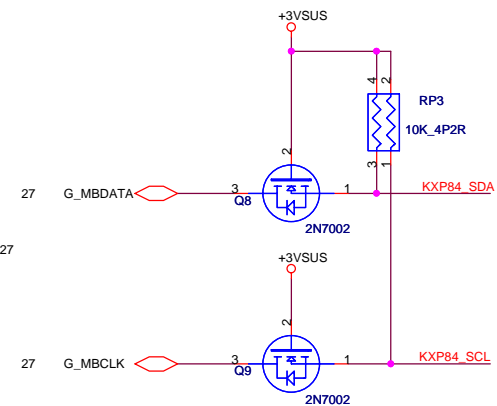 +3VSUS
4 2
RP3
10K_4P2R
3 1
2
27 G_MBDATA 3 1 KXP84_SDA
Q8
2N7002
27
+3VSUS
2
27 G_MBCLK 3 1 KXP84_SCL
Q9
2N7002